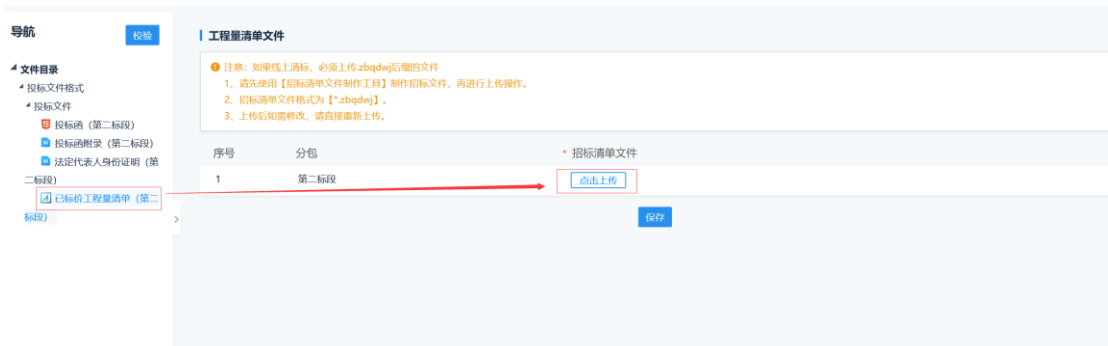 导航
校验
文件目录
投标文件格式
投标文件
投标函（第二标段）
投标函附录（第二标段）
法定代表人身份证明（第
二标段）
已标价工程量清单（第二
标段）
工程量清单文件
注意：如果线上清标，必须上传.zbqdwj后缀的文件
1、请先使用【招标清单文件制作工具】制作招标文件，再进行上传操作。
2、招标清单文件格式为【*.zbqdwj】。
3、上传后如需修改，请直接重新上传。
序号 分包 * 招标清单文件
1 第二标段 点击上传
保存